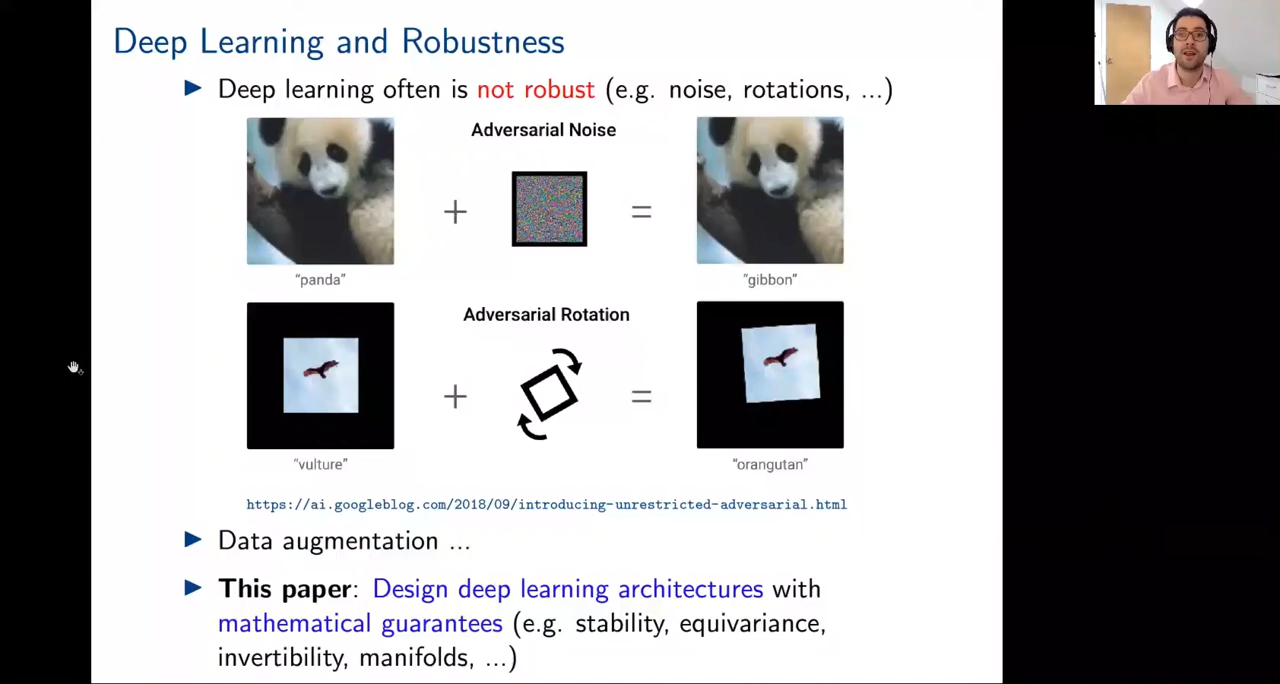 Deep Learning and Robustness
▶ Deep learning often is not robust (e.g. noise, rotations, ...)
Adversarial Noise
+ =
"panda" "gibbon"
Adversarial Rotation
+ =
"vulture" "orangutan"
https://ai.googleblog.com/2018/09/introducing-unrestricted-adversarial.html
▶ Data augmentation ...
▶ This paper: Design deep learning architectures with
mathematical guarantees (e.g. stability, equivariance,
invertibility, manifolds, ...)